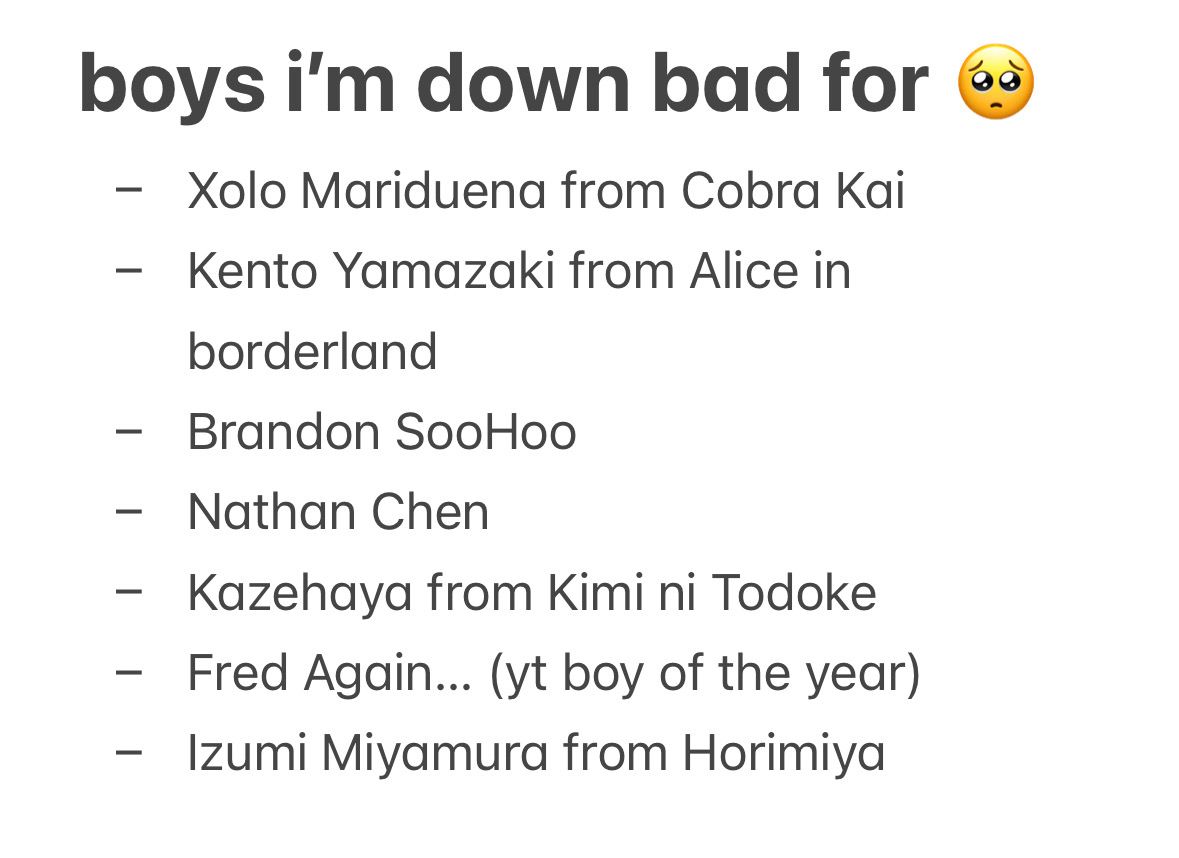 boys i’m down bad for 🥺
– Xolo Mariduena from Cobra Kai
– Kento Yamazaki from Alice in
borderland
– Brandon SooHoo
– Nathan Chen
– Kazehaya from Kimi ni Todoke
– Fred Again... (yt boy of the year)
– Izumi Miyamura from Horimiya